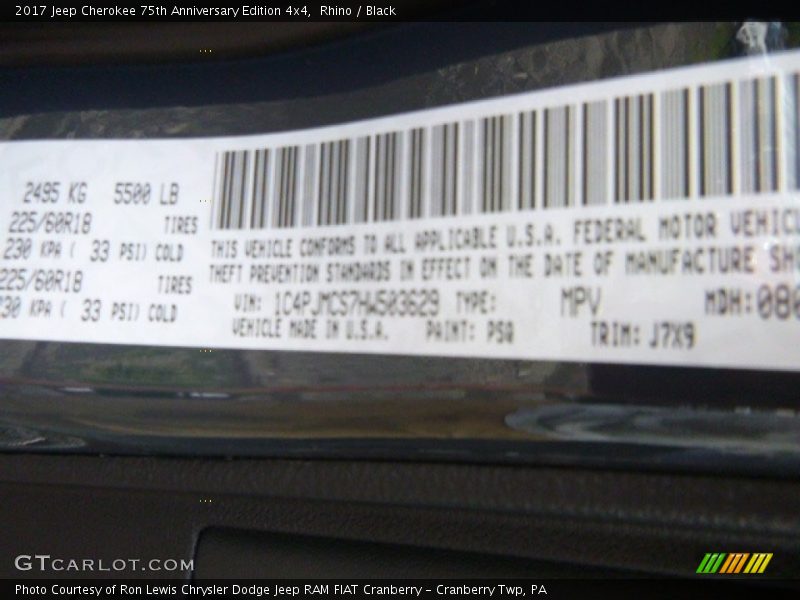 2017 Jeep Cherokee 75th Anniversary Edition 4x4, Rhino / Black
2495 KG 5500 LB
225/60R18 TIRES
230 KPA ( 33 PSI) COLD
225/60R18 TIRES
230 KPA ( 33 PSI) COLD
THIS VEHICLE CONFORMS TO ALL APPLICABLE U.S.A. FEDERAL MOTOR VEHICL
THEFT PREVENTION STANDARDS IN EFFECT ON THE DATE OF MANUFACTURE SH
VIN: 1C4PJMCS7HW503629 TYPE: MPV MDH: 080
VEHICLE MADE IN U.S.A. PAINT: PSQ TRIM: J7X9
GTCARLOT.COM
Photo Courtesy of Ron Lewis Chrysler Dodge Jeep RAM FIAT Cranberry – Cranberry Twp, PA